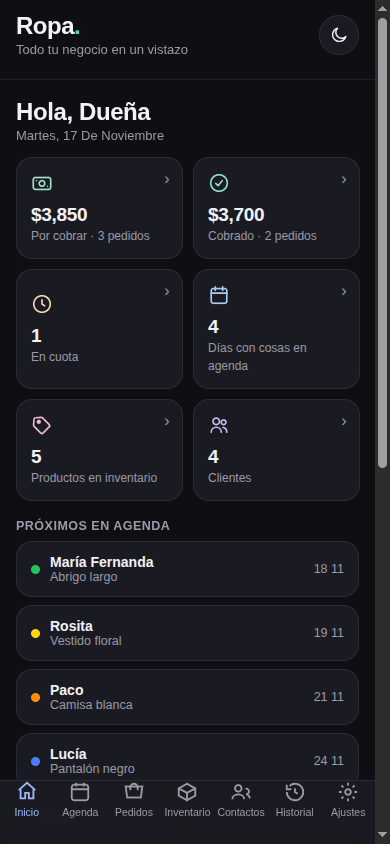 Ropa.
Todo tu negocio en un vistazo
Hola, Dueña
Martes, 17 De Noviembre
$3,850
Por cobrar · 3 pedidos
$3,700
Cobrado · 2 pedidos
1
En cuota
4
Días con cosas en
agenda
5
Productos en inventario
4
Clientes
PRÓXIMOS EN AGENDA
María Fernanda
Abrigo largo
18 11
Rosita
Vestido floral
19 11
Paco
Camisa blanca
21 11
Lucía
Pantalón negro
24 11
Inicio
Agenda
Pedidos
Inventario
Contactos
Historial
Ajustes